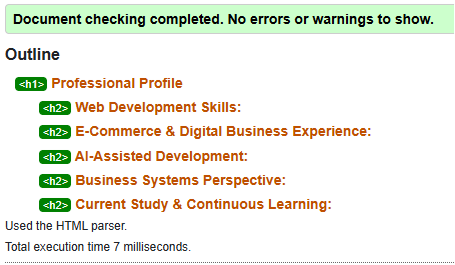 Document checking completed. No errors or warnings to show.
Outline
<h1> Professional Profile
<h2> Web Development Skills:
<h2> E-Commerce & Digital Business Experience:
<h2> AI-Assisted Development:
<h2> Business Systems Perspective:
<h2> Current Study & Continuous Learning:
Used the HTML parser.
Total execution time 7 milliseconds.